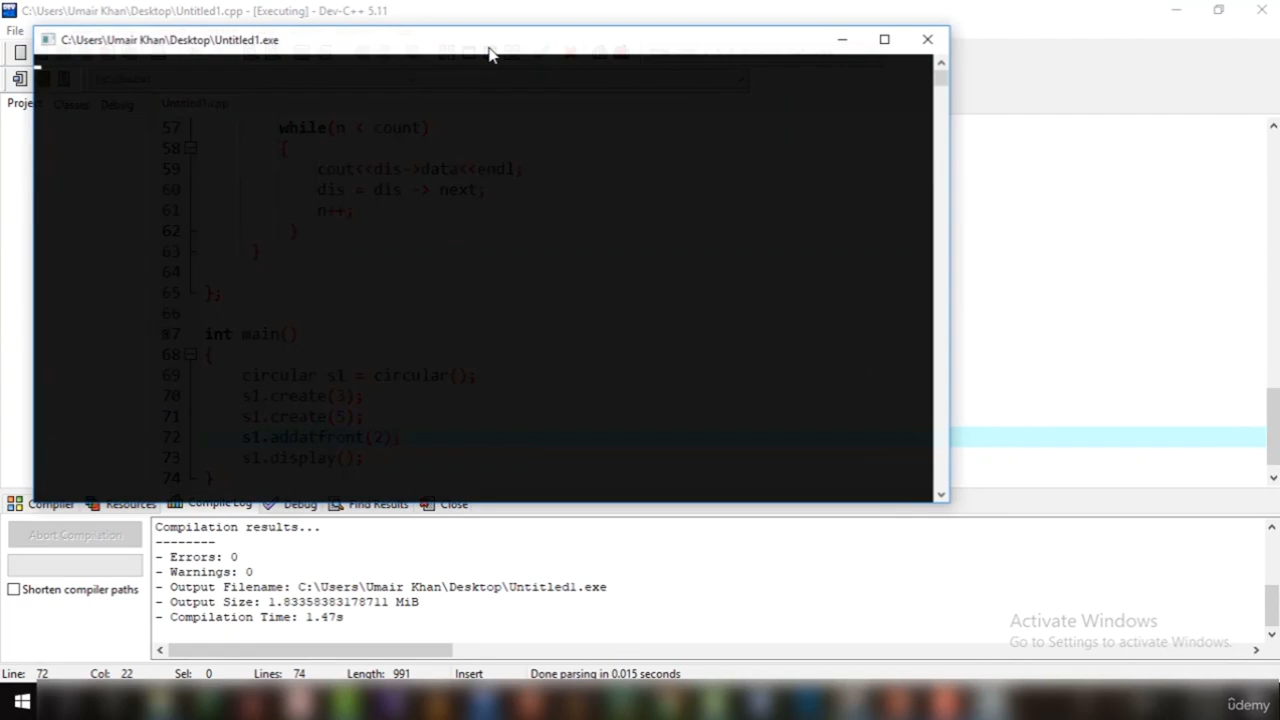 C:\Users\Umair Khan\Desktop\Untitled1.cpp - [Executing] - Dev-C++ 5.11
File
C:\Users\Umair Khan\Desktop\Untitled1.exe
Project Classes Debug Untitled1.cpp
57 while(n < count)
58 {
59 cout<<dis->data<<endl;
60 dis = dis -> next;
61 n++;
62 }
63 }
64
65 };
66
67 int main()
68 {
69 circular s1 = circular();
70 s1.create(3);
71 s1.create(5);
72 s1.addatfront(2);
73 s1.display();
74 }
Compiler Resources Compile Log Debug Find Results Close
Abort Compilation
Shorten compiler paths
Compilation results...
--------
- Errors: 0
- Warnings: 0
- Output Filename: C:\Users\Umair Khan\Desktop\Untitled1.exe
- Output Size: 1.83358383178711 MiB
- Compilation Time: 1.47s
Activate Windows
Go to Settings to activate Windows.
Line: 72 Col: 22 Sel: 0 Lines: 74 Length: 991 Insert Done parsing in 0.015 seconds
ûdemy